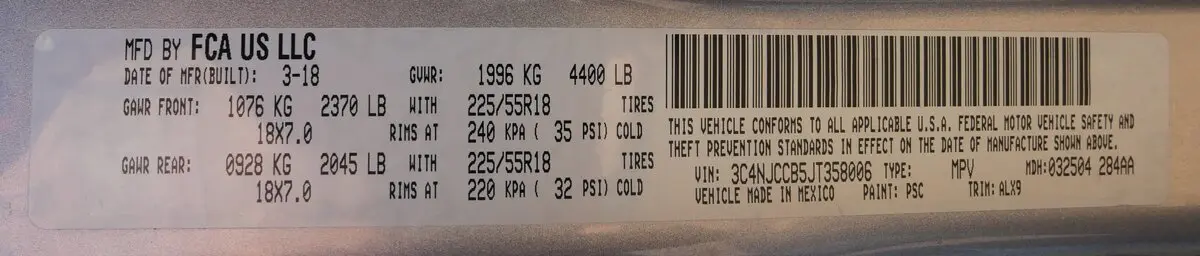 MFD BY FCA US LLC
DATE OF MFR(BUILT): 3-18 GVWR: 1996 KG 4400 LB
GAWR FRONT: 1076 KG 2370 LB WITH 225/55R18 TIRES
18X7.0 RIMS AT 240 KPA ( 35 PSI) COLD
GAWR REAR: 0928 KG 2045 LB WITH 225/55R18 TIRES
18X7.0 RIMS AT 220 KPA ( 32 PSI) COLD
THIS VEHICLE CONFORMS TO ALL APPLICABLE U.S.A. FEDERAL MOTOR VEHICLE SAFETY AND
THEFT PREVENTION STANDARDS IN EFFECT ON THE DATE OF MANUFACTURE SHOWN ABOVE.
VIN: 3C4NJCCB5JT358006 TYPE: MPV MDH:032504 284AA
VEHICLE MADE IN MEXICO PAINT: PSC TRIM: ALX9